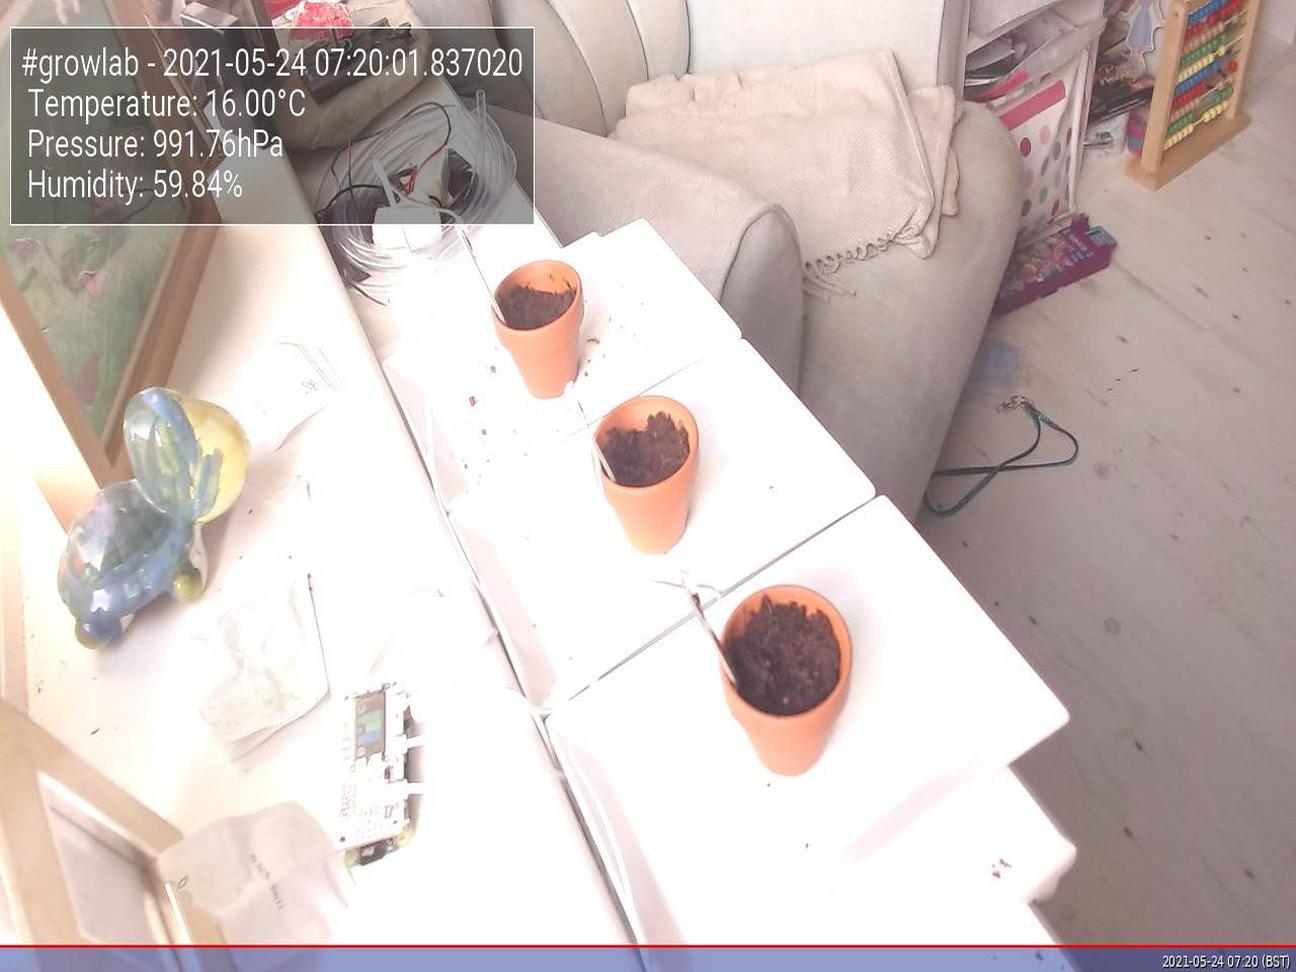 #growlab - 2021-05-24 07:20:01.837020
Temperature: 16.00°C
Pressure: 991.76hPa
Humidity: 59.84%
2021-05-24 07:20 (BST)